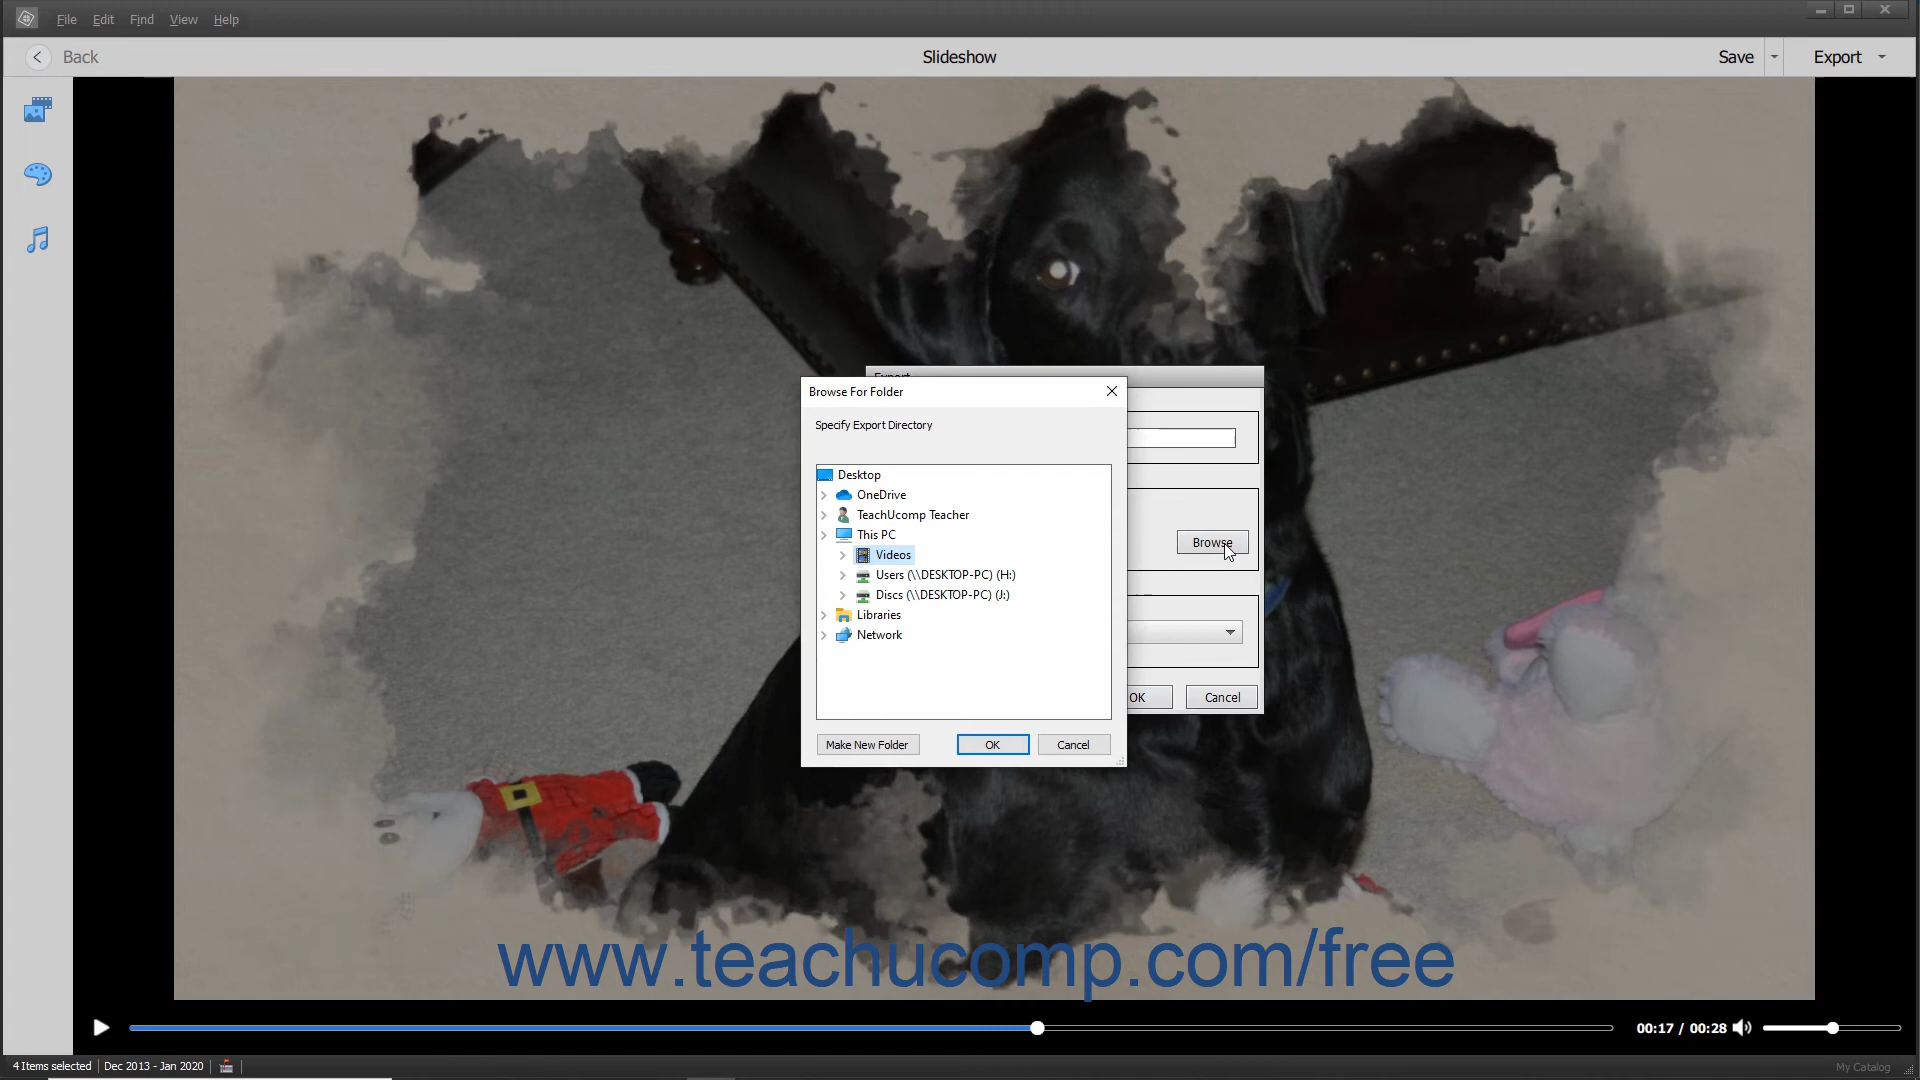 File Edit Find View Help
Back Slideshow Save Export
Browse For Folder
Specify Export Directory
Desktop
OneDrive
TeachUcomp Teacher
This PC
Videos
Users (\\DESKTOP-PC) (H:)
Discs (\\DESKTOP-PC) (J:)
Libraries
Network
Make New Folder OK Cancel
Export
Browse
OK Cancel
www.teachucomp.com/free
00:17 / 00:28
4 Items selected Dec 2013 - Jan 2020 My Catalog